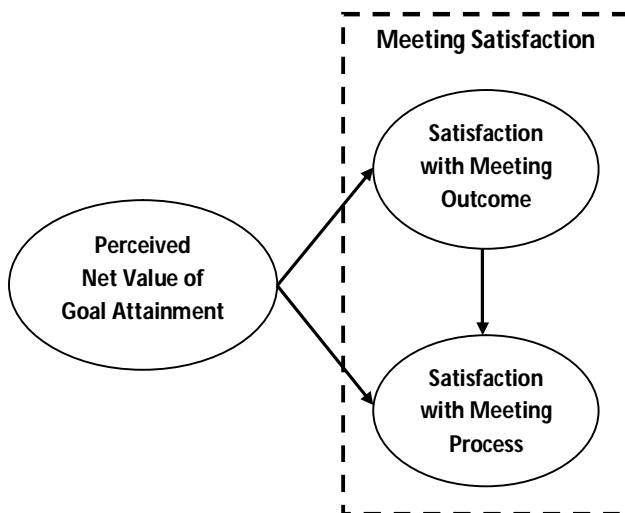 Meeting Satisfaction
Satisfaction
with Meeting
Outcome
Perceived
Net Value of
Goal Attainment
Satisfaction
with Meeting
Process